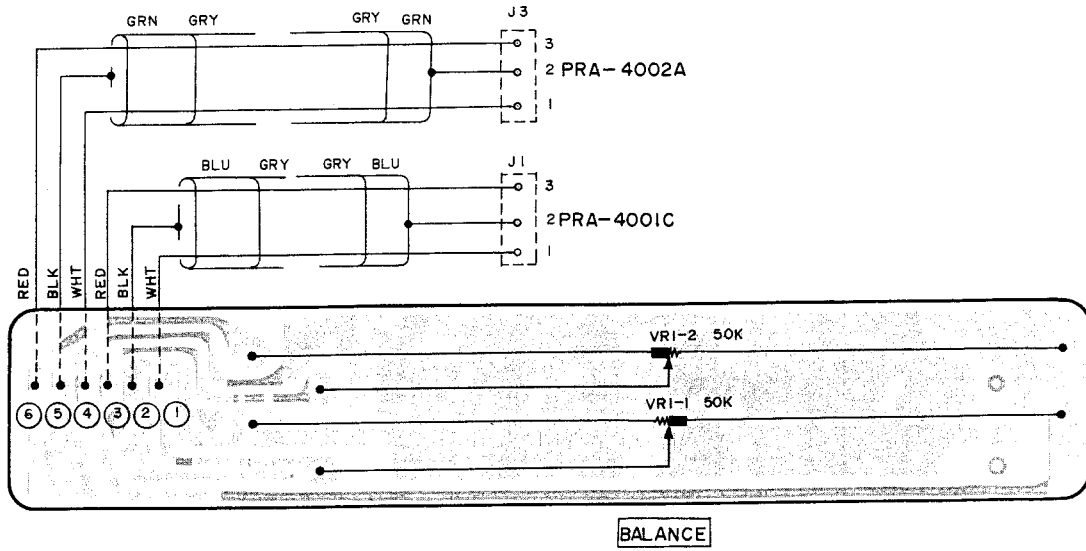 J3
GRN GRY GRY GRN
3
2 PRA-4002A
1
J1
BLU GRY GRY BLU
3
2 PRA-4001C
1
RED BLK WHT RED BLK WHT
VR1-2 50K
6 5 4 3 2 1
VR1-1 50K
BALANCE